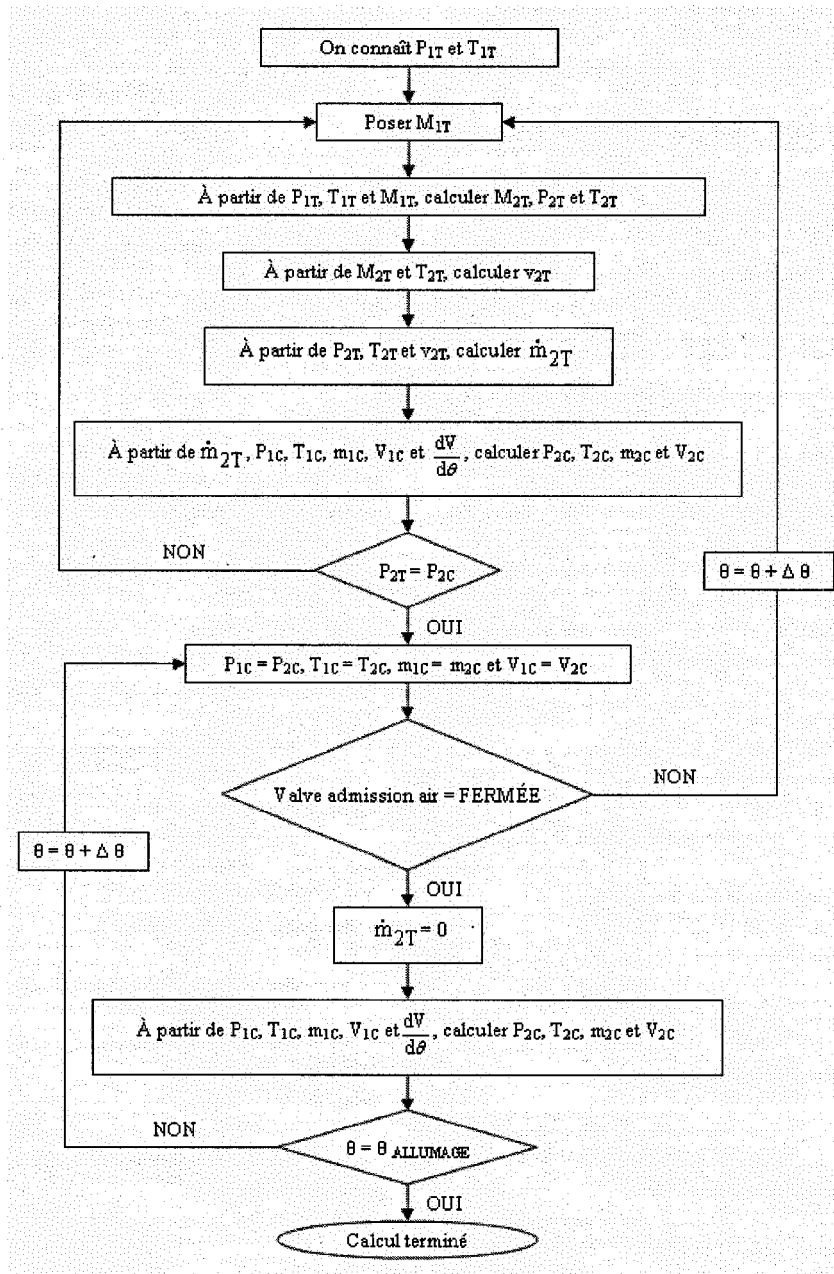 On connaît P1T et T1T
Poser M1T
À partir de P1T, T1T et M1T, calculer M2T, P2T et T2T
À partir de M2T et T2T, calculer v2T
À partir de P2T, T2T et v2T, calculer ṁ2T
À partir de ṁ2T, P1C, T1C, m1C, V1C et dV/dθ, calculer P2C, T2C, m2C et V2C
NON
P2T = P2C
θ = θ + Δ θ
OUI
P1C = P2C, T1C = T2C, m1C = m2C et V1C = V2C
Valve admission air = FERMÉE
NON
θ = θ + Δ θ
OUI
ṁ2T = 0
À partir de P1C, T1C, m1C, V1C et dV/dθ, calculer P2C, T2C, m2C et V2C
NON
θ = θ ALLUMAGE
OUI
Calcul terminé